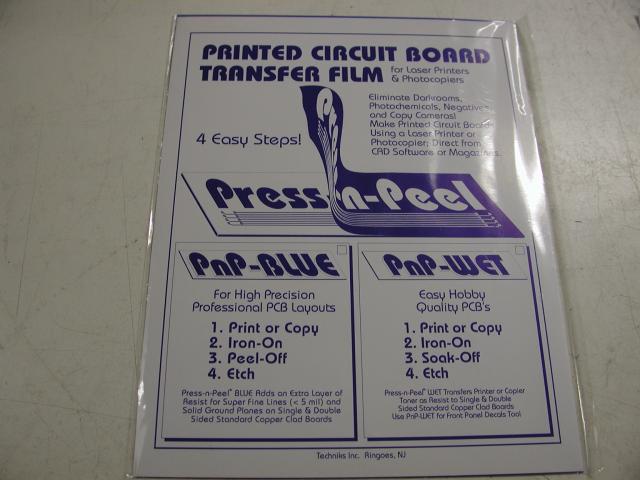 PRINTED CIRCUIT BOARD
TRANSFER FILM for Laser Printers
& Photocopiers
Eliminate Darkrooms,
Photochemicals, Negatives
and Copy Cameras!
Make Printed Circuit Boards
Using a Laser Printer or
Photocopier; Direct from
CAD Software or Magazines.
4 Easy Steps!
Press-n-Peel
PnP-BLUE
For High Precision
Professional PCB Layouts
1. Print or Copy
2. Iron-On
3. Peel-Off
4. Etch
Press-n-Peel BLUE Adds an Extra Layer of
Resist for Super Fine Lines (< 5 mil) and
Solid Ground Planes on Single & Double
Sided Standard Copper Clad Boards
PnP-WET
Easy Hobby
Quality PCB's
1. Print or Copy
2. Iron-On
3. Soak-Off
4. Etch
Press-n-Peel WET Transfers Printer or Copier
Toner as Resist to Single & Double
Sided Standard Copper Clad Boards
Use PnP-WET for Front Panel Decals Too!
Techniks Inc. Ringoes, NJ